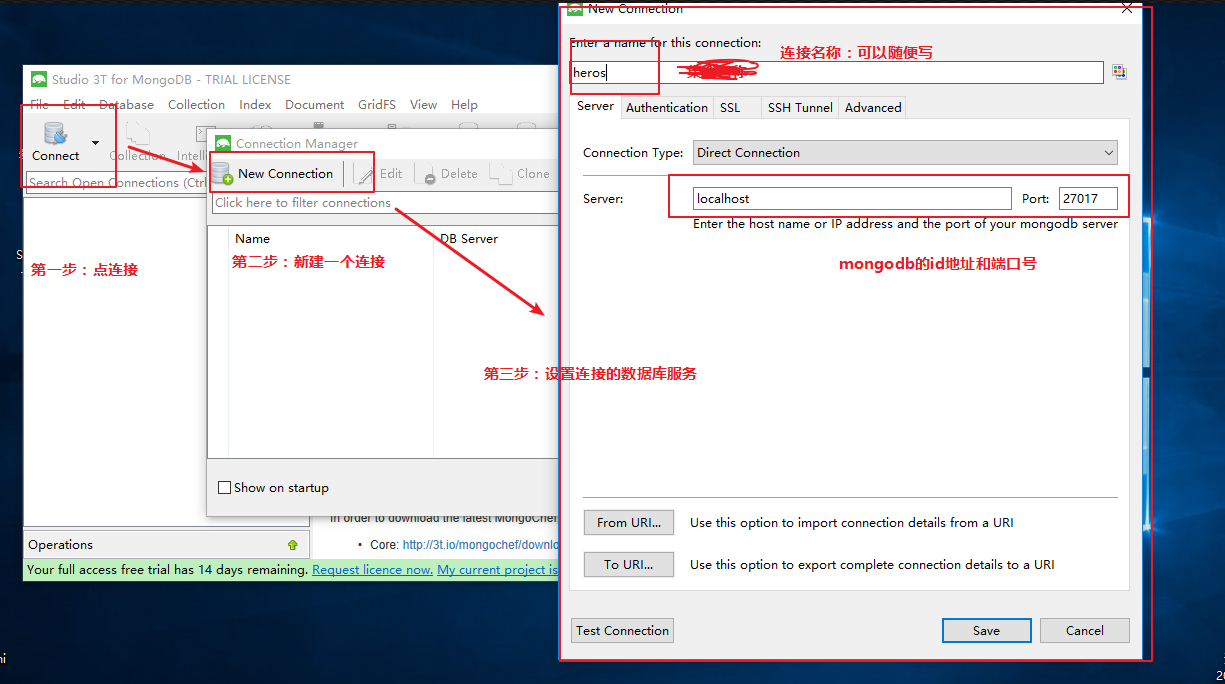 New Connection
Enter a name for this connection:
连接名称：可以随便写
heros
Studio 3T for MongoDB - TRIAL LICENSE
File Edit Database Collection Index Document GridFS View Help
Server Authentication SSL SSH Tunnel Advanced
Connect
Collection
Connection Manager
New Connection Edit Delete Clone
Connection Type: Direct Connection
Search Open Connections (Ctrl
Click here to filter connections
Server: localhost Port: 27017
Enter the host name or IP address and the port of your mongodb server
Name DB Server
第一步：点连接
第二步：新建一个连接
mongodb的id地址和端口号
第三步：设置连接的数据库服务
Show on startup
In order to download the latest MongoChef
• Core: http://3t.io/mongochef/downlo
Operations
Your full access free trial has 14 days remaining. Request licence now. My current project is
From URI... Use this option to import connection details from a URI
To URI... Use this option to export complete connection details to a URI
Test Connection Save Cancel